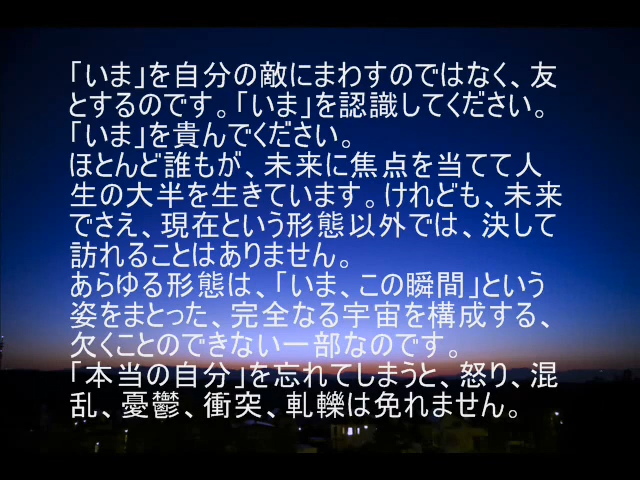 「いま」を自分の敵にまわすのではなく、友
とするのです。「いま」を認識してください。
「いま」を貴んでください。
ほとんど誰もが、未来に焦点を当てて人
生の大半を生きています。けれども、未来
でさえ、現在という形態以外では、決して
訪れることはありません。
あらゆる形態は、「いま、この瞬間」という
姿をまとった、完全なる宇宙を構成する、
欠くことのできない一部なのです。
「本当の自分」を忘れてしまうと、怒り、混
乱、憂鬱、衝突、軋轢は免れません。